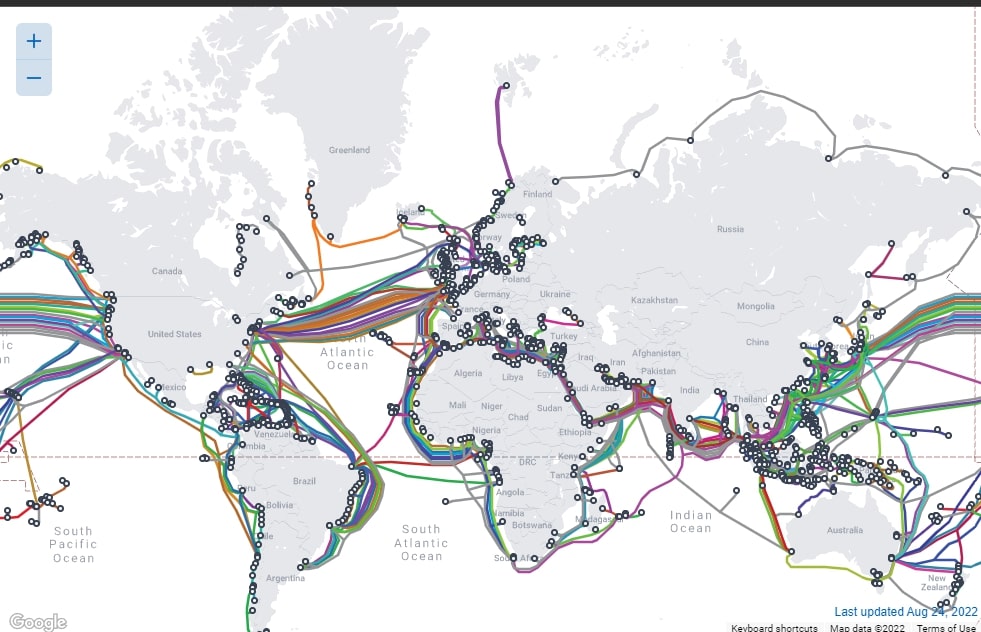 +
−
Greenland
Iceland
Finland
Sweden
Norway
Russia
Canada
Poland
Germany
Ukraine
Kazakhstan
Mongolia
France
United States
Spain
Turkey
North
Atlantic
Ocean
China
Afghanistan
Iraq
Iran
Pakistan
Algeria
Libya
Egypt
Saudi Arabia
India
Mexico
Thailand
Mali
Niger
Sudan
Chad
Nigeria
Ethiopia
Venezuela
Colombia
DRC
Kenya
Tanz
Brazil
Peru
Angola
Bolivia
Namibia
Madagascar
Botswana
Indian
Ocean
South
Pacific
Ocean
South
Atlantic
Ocean
Australia
South Africa
Argentina
New
Zealand
Last updated Aug 24, 2022
Google
Keyboard shortcuts
Map data ©2022
Terms of Use